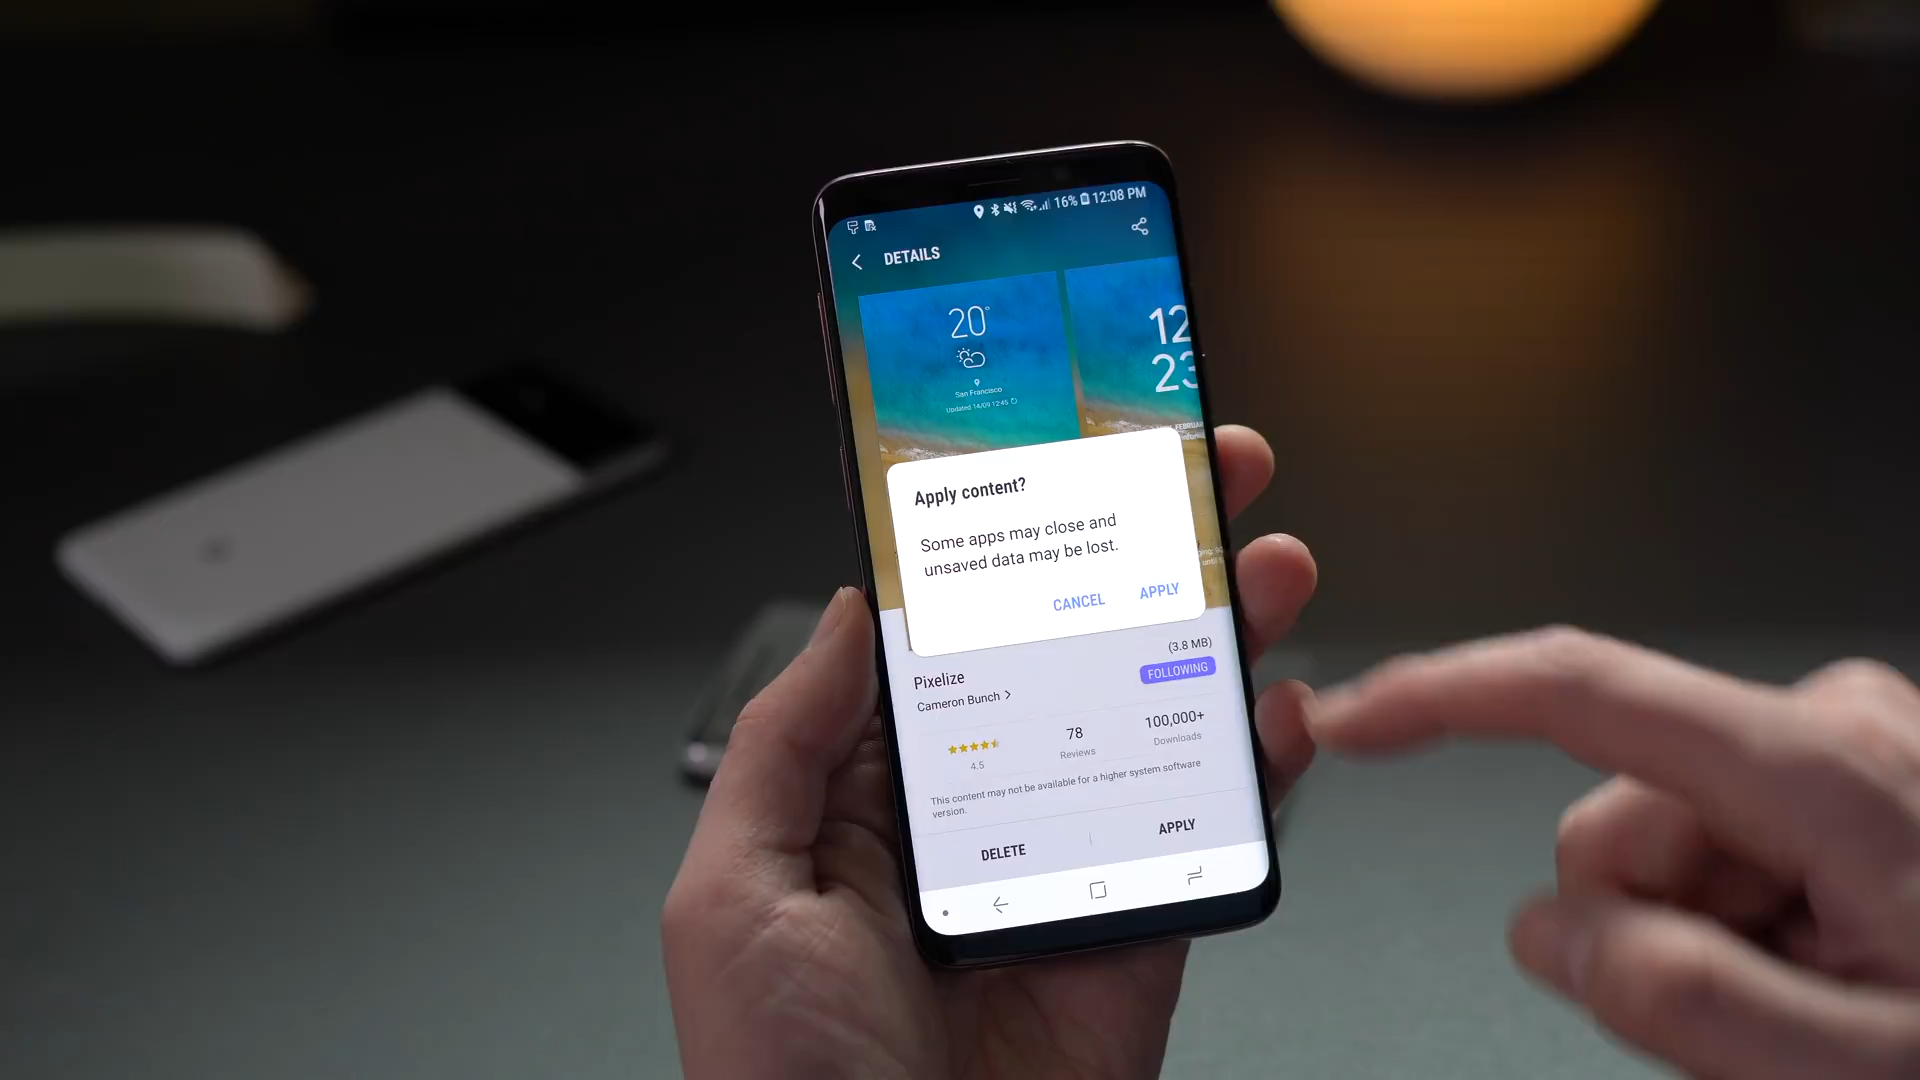 16% 12:08 PM
DETAILS
20°
12
23
San Francisco
Updated 14/09 12:45
FEBRUAR
Apply content?
Some apps may close and
unsaved data may be lost.
CANCEL APPLY
(3.8 MB)
Pixelize
FOLLOWING
Cameron Bunch >
4.5
78
Reviews
100,000+
Downloads
This content may not be available for a higher system software
version.
DELETE APPLY